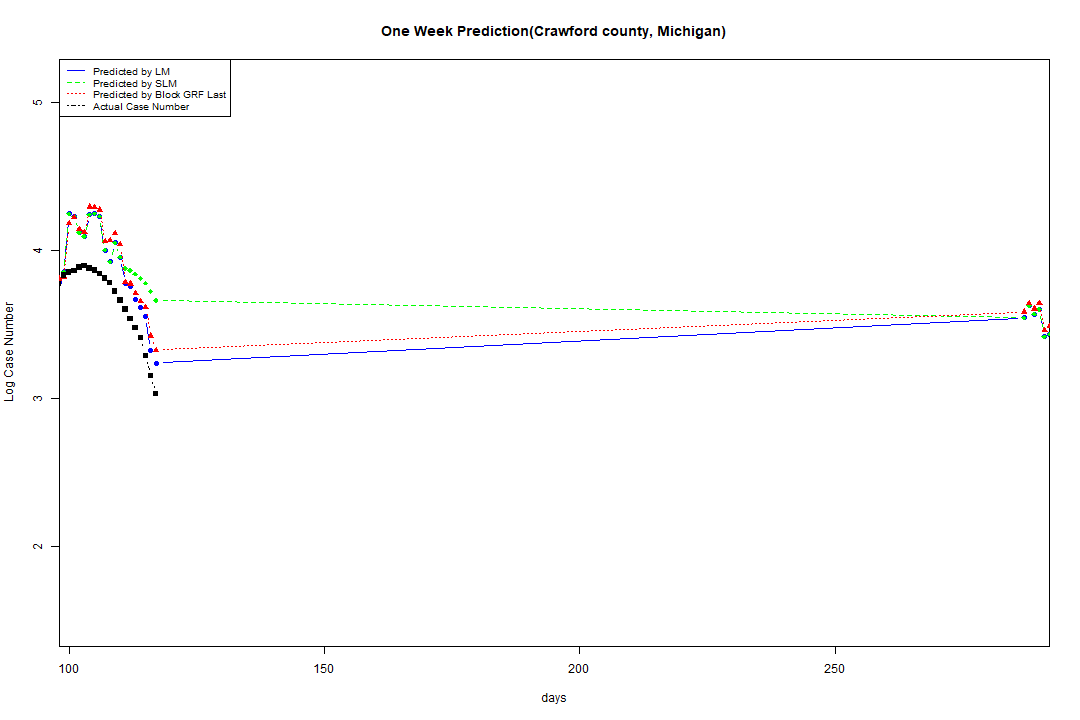 One Week Prediction(Crawford county, Michigan)
Predicted by LM
Predicted by SLM
Predicted by Block GRF Last
Actual Case Number
5
4
3
2
Log Case Number
100 150 200 250
days